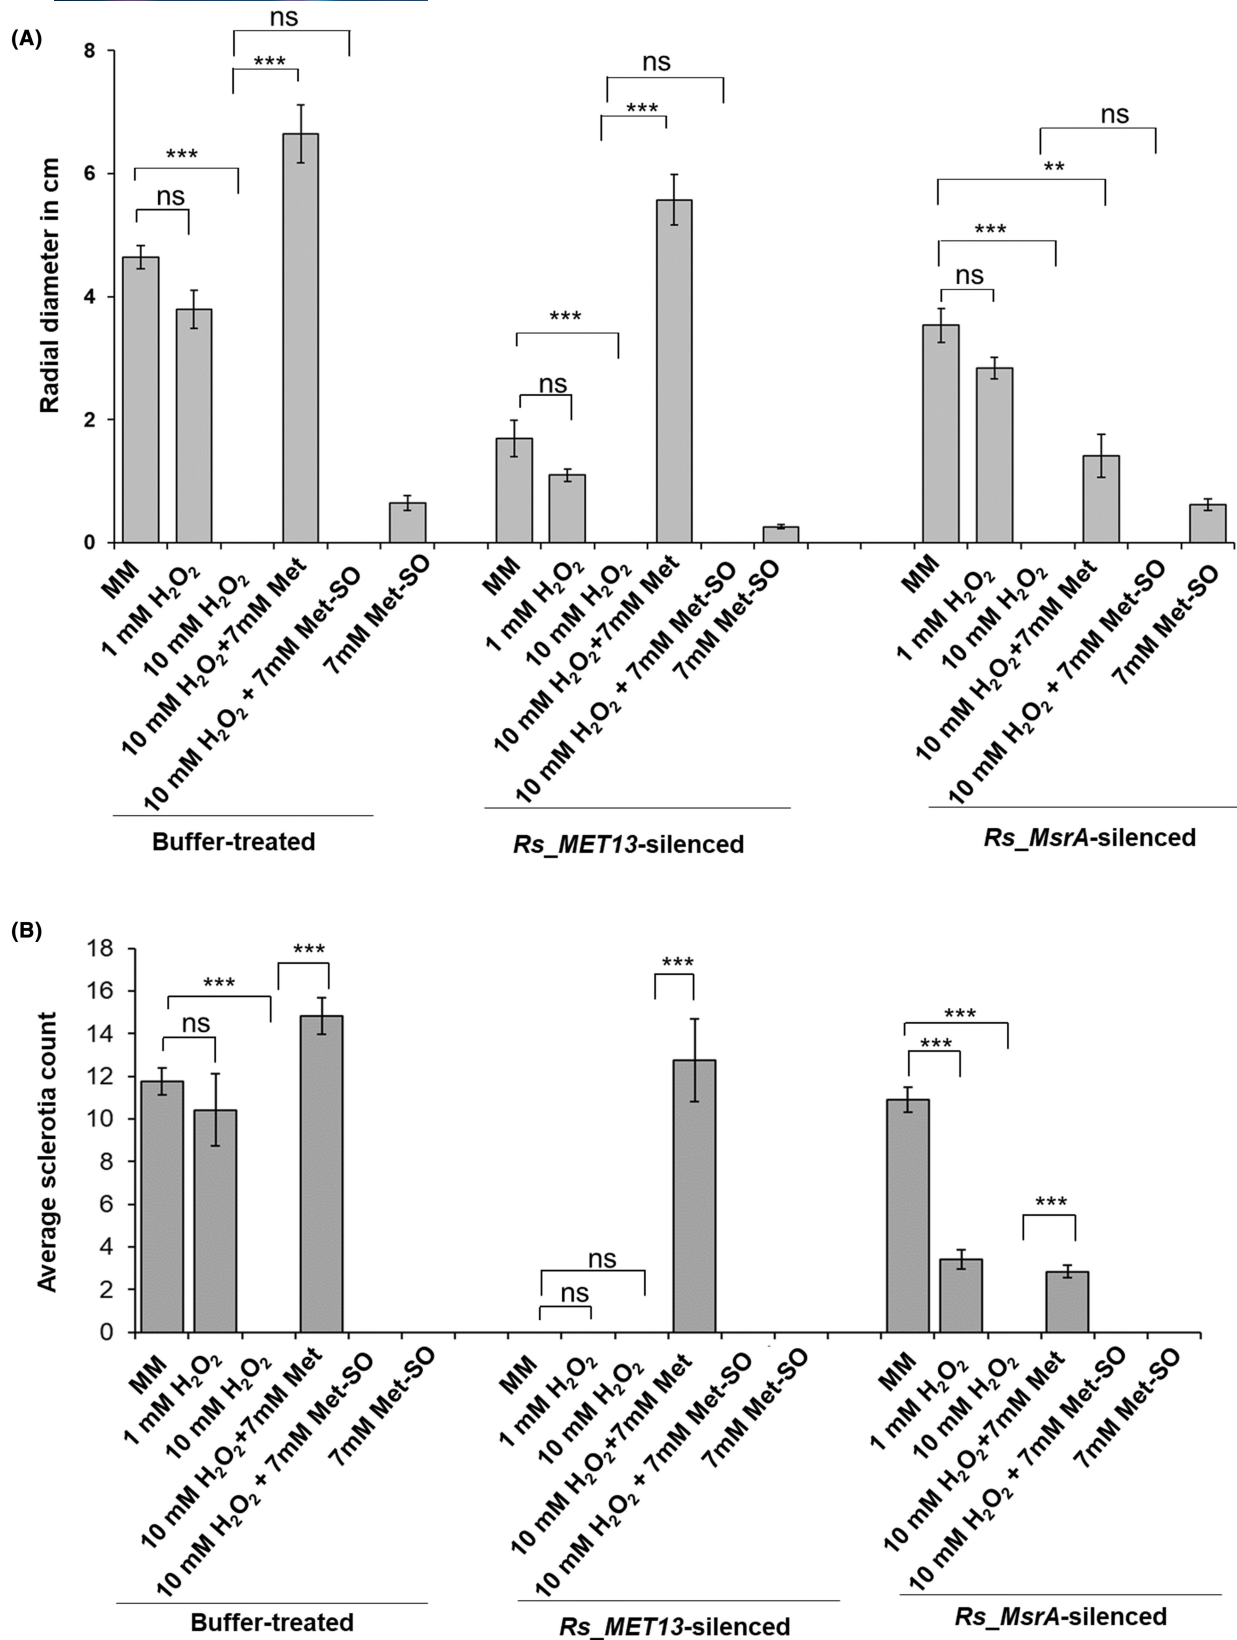 (A)
Radial diameter in cm
8
6
4
2
0
ns
***
***
ns
ns
***
***
ns
ns
**
***
ns
MM
1 mM H₂O₂
10 mM H₂O₂
10 mM H₂O₂+7mM Met
10 mM H₂O₂ + 7mM Met-SO
7mM Met-SO
MM
1 mM H₂O₂
10 mM H₂O₂
10 mM H₂O₂+7mM Met
10 mM H₂O₂ + 7mM Met-SO
7mM Met-SO
MM
1 mM H₂O₂
10 mM H₂O₂
10 mM H₂O₂+7mM Met
10 mM H₂O₂ + 7mM Met-SO
7mM Met-SO
Buffer-treated
Rs_MET13-silenced
Rs_MsrA-silenced
(B)
Average sclerotia count
18
16
14
12
10
8
6
4
2
0
***
***
ns
***
ns
ns
***
***
***
MM
1 mM H₂O₂
10 mM H₂O₂
10 mM H₂O₂+7mM Met
10 mM H₂O₂ + 7mM Met-SO
7mM Met-SO
MM
1 mM H₂O₂
10 mM H₂O₂
10 mM H₂O₂+7mM Met
10 mM H₂O₂ + 7mM Met-SO
7mM Met-SO
MM
1 mM H₂O₂
10 mM H₂O₂
10 mM H₂O₂+7mM Met
10 mM H₂O₂ + 7mM Met-SO
7mM Met-SO
Buffer-treated
Rs_MET13-silenced
Rs_MsrA-silenced